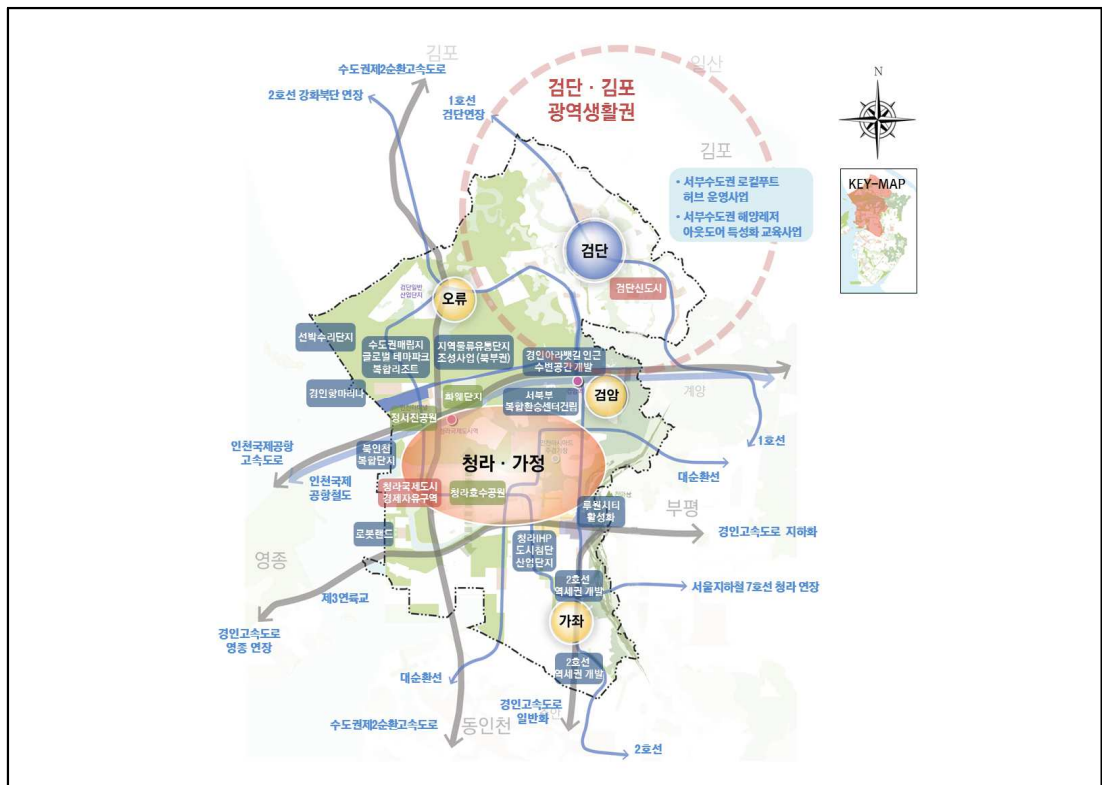 김포
일산
수도권제2순환고속도로
2호선 강화북단 연장
1호선
검단연장
검단 · 김포
광역생활권
N
김포
• 서부수도권 로컬푸트
허브 운영사업
• 서부수도권 해양레저
아웃도어 특성화 교육사업
KEY-MAP
검단
검단신도시
검단일반
산업단지
오류
선박수리단지
수도권매립지
글로벌 테마파크
복합리조트
지역물류유통단지
조성사업 (북부권)
경인아라뱃길 인근
수변공간 개발
계양
경인항마리나
정서진공원
화웨단지
서북부
복합환승센터건립
검암
청라국제도시역
인천국제공항
고속도로
인천국제
공항철도
북인천
복합단지
청라 · 가정
1호선
대순환선
청라국제도시
경제자유구역
청라호수공원
루원시티
활성화
부평
경인고속도로 지하화
로봇랜드
청라IHP
도시첨단
산업단지
영종
제3연륙교
2호선
역세권 개발
서울지하철 7호선 청라 연장
가좌
경인고속도로
영종 연장
2호선
역세권 개발
대순환선
경인고속도로
일반화
수도권제2순환고속도로
동인천
2호선